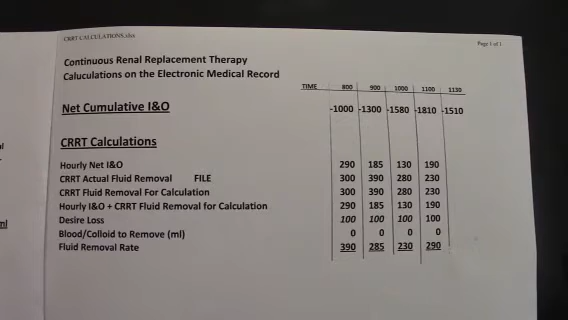 CRRT CALCULATIONS.xlsx
Page 1 of 1
Continuous Renal Replacement Therapy
Caluculations on the Electronic Medical Record
TIME 800 900 1000 1100 1130
Net Cumulative I&O -1000 -1300 -1580 -1810 -1510
CRRT Calculations
Hourly Net I&O 290 185 130 190
CRRT Actual Fluid Removal FILE 300 390 280 230
CRRT Fluid Removal For Calculation 300 390 280 230
Hourly I&O + CRRT Fluid Removal for Calculation 290 185 130 190
Desire Loss 100 100 100 100
Blood/Colloid to Remove (ml) 0 0 0 0
Fluid Removal Rate 390 285 230 290
ml